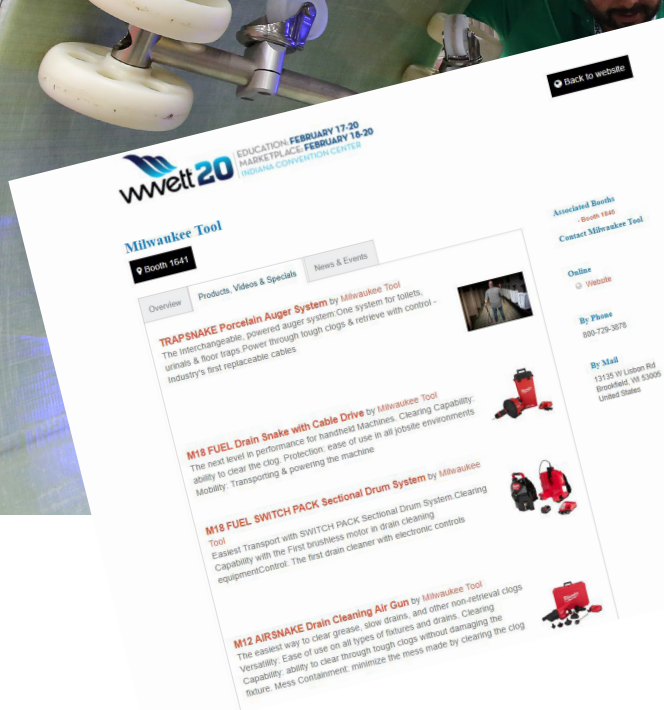 Back to website
wwett20
EDUCATION: FEBRUARY 17-20
MARKETPLACE: FEBRUARY 18-20
INDIANA CONVENTION CENTER
Milwaukee Tool
Booth 1641
Overview
Products, Videos & Specials
News & Events
TRAPSNAKE Porcelain Auger System by Milwaukee Tool
The Interchangeable, powered auger system.One system for toilets,
urinals & floor traps.Power through tough clogs & retrieve with control -
Industry's first replaceable cables
M18 FUEL Drain Snake with Cable Drive by Milwaukee Tool
The next level in performance for handheld Machines. Clearing Capability:
ability to clear the clog. Protection: ease of use in all jobsite environments
Mobility: Transporting & powering the machine
M18 FUEL SWITCH PACK Sectional Drum System by Milwaukee
Tool
Easiest Transport with SWITCH PACK Sectional Drum System.Clearing
Capability with the First brushless motor in drain cleaning
equipmentControl: The first drain cleaner with electronic controls
M12 AIRSNAKE Drain Cleaning Air Gun by Milwaukee Tool
The easiest way to clear grease, slow drains, and other non-retrieval clogs
Versatility: Ease of use on all types of fixtures and drains. Clearing
Capability: ability to clear through tough clogs without damaging the
fixture. Mess Containment: minimize the mess made by clearing the clog
Associated Booths
- Booth 1840
Contact Milwaukee Tool
Online
Website
By Phone
800-729-3878
By Mail
13135 W Lisbon Rd
Brookfield, WI 53005
United States